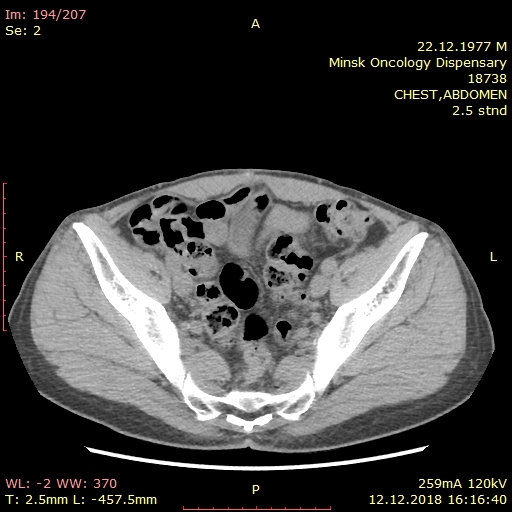 Im: 194/207
Se: 2
A
22.12.1977 M
Minsk Oncology Dispensary
18738
CHEST,ABDOMEN
2.5 stnd
R
L
WL: -2 WW: 370
T: 2.5mm L: -457.5mm
P
259mA 120kV
12.12.2018 16:16:40